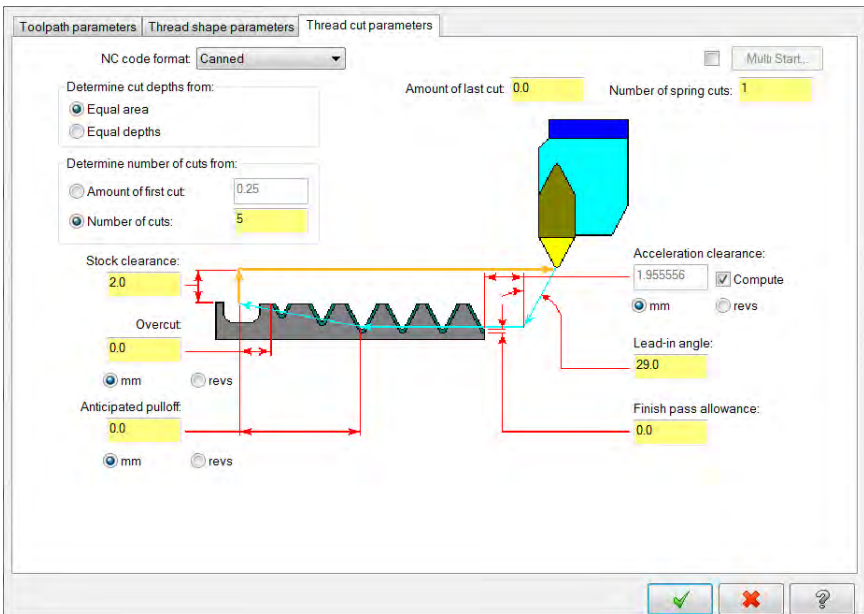 Toolpath parameters Thread shape parameters Thread cut parameters
NC code format: Canned
Multi Start...
Determine cut depths from:
Equal area
Equal depths
Amount of last cut: 0.0
Number of spring cuts: 1
Determine number of cuts from:
Amount of first cut: 0.25
Number of cuts: 5
Stock clearance:
2.0
Overcut:
0.0
mm revs
Anticipated pulloff:
0.0
mm revs
Acceleration clearance:
1.955556 Compute
mm revs
Lead-in angle:
29.0
Finish pass allowance:
0.0
?